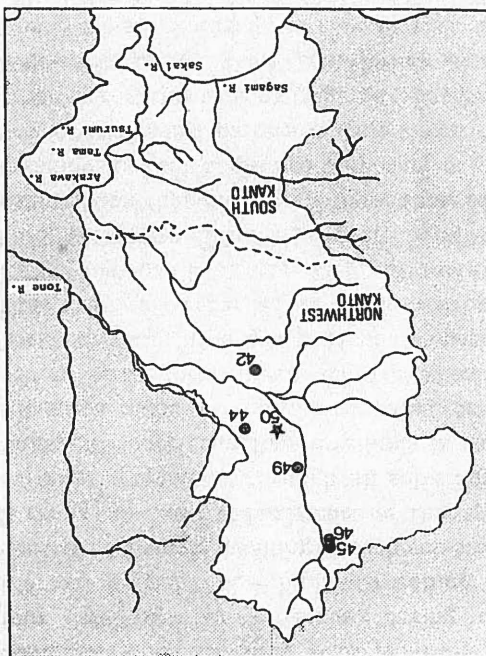 45
46
49
50
44
42
NORTHWEST
KANTO
SOUTH
KANTO
Tone R.
Arakawa R.
Tama R.
Tsurumi R.
Sagami R.
Sakai R.